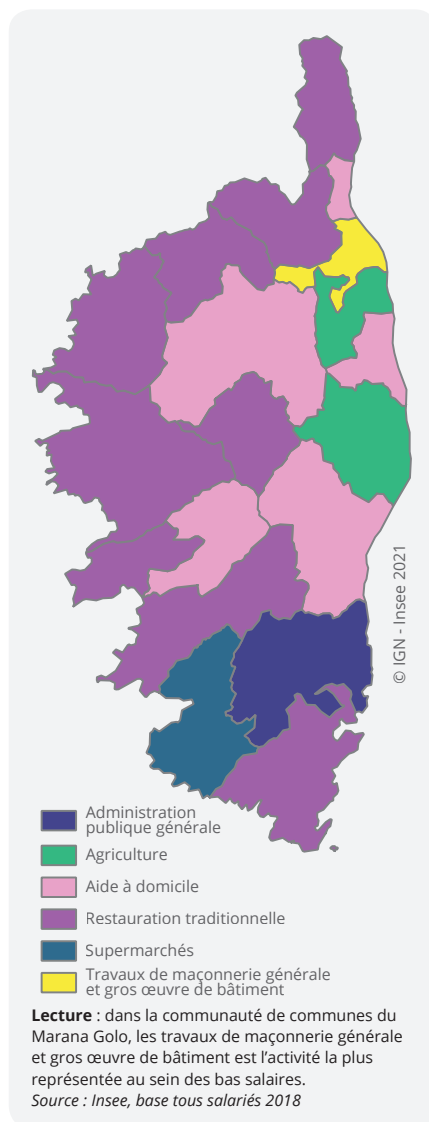 © IGN - Insee 2021
Administration
publique générale
Agriculture
Aide à domicile
Restauration traditionnelle
Supermarchés
Travaux de maçonnerie générale
et gros œuvre de bâtiment
Lecture : dans la communauté de communes du
Marana Golo, les travaux de maçonnerie générale
et gros œuvre de bâtiment est l'activité la plus
représentée au sein des bas salaires.
Source : Insee, base tous salariés 2018